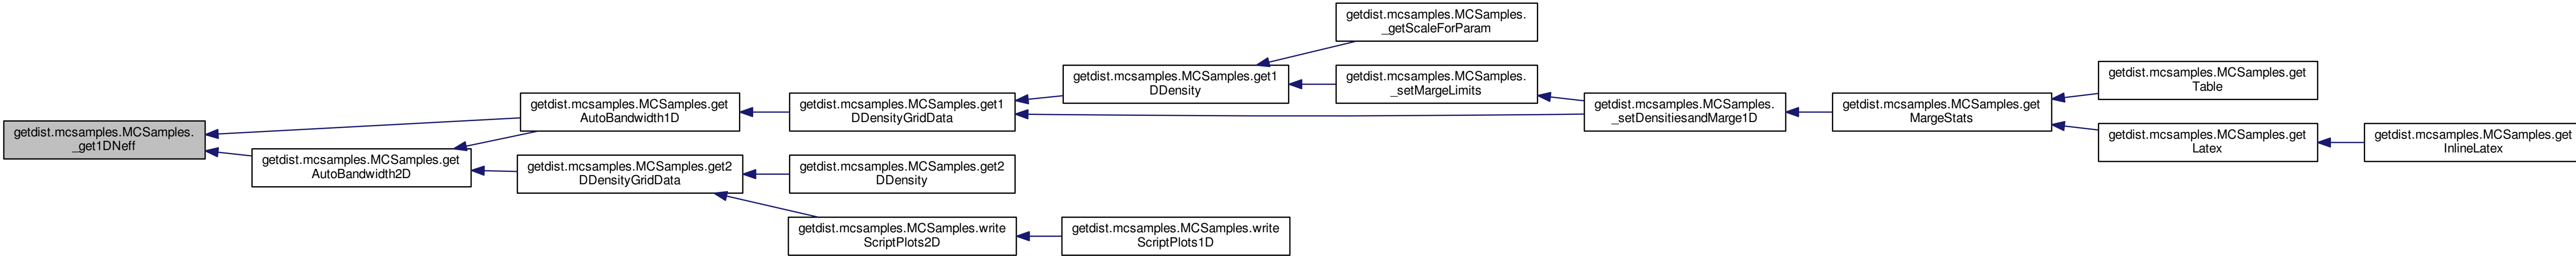 getdist.mcsamples.MCSamples.
_get1DNeff
getdist.mcsamples.MCSamples.get
AutoBandwidth1D
getdist.mcsamples.MCSamples.get
AutoBandwidth2D
getdist.mcsamples.MCSamples.get1
DDensityGridData
getdist.mcsamples.MCSamples.get2
DDensityGridData
getdist.mcsamples.MCSamples.get2
DDensity
getdist.mcsamples.MCSamples.write
ScriptPlots2D
getdist.mcsamples.MCSamples.write
ScriptPlots1D
getdist.mcsamples.MCSamples.get1
DDensity
getdist.mcsamples.MCSamples.
_getScaleForParam
getdist.mcsamples.MCSamples.
_setMargeLimits
getdist.mcsamples.MCSamples.
_setDensitiesandMarge1D
getdist.mcsamples.MCSamples.get
MargeStats
getdist.mcsamples.MCSamples.get
Table
getdist.mcsamples.MCSamples.get
Latex
getdist.mcsamples.MCSamples.get
InlineLatex